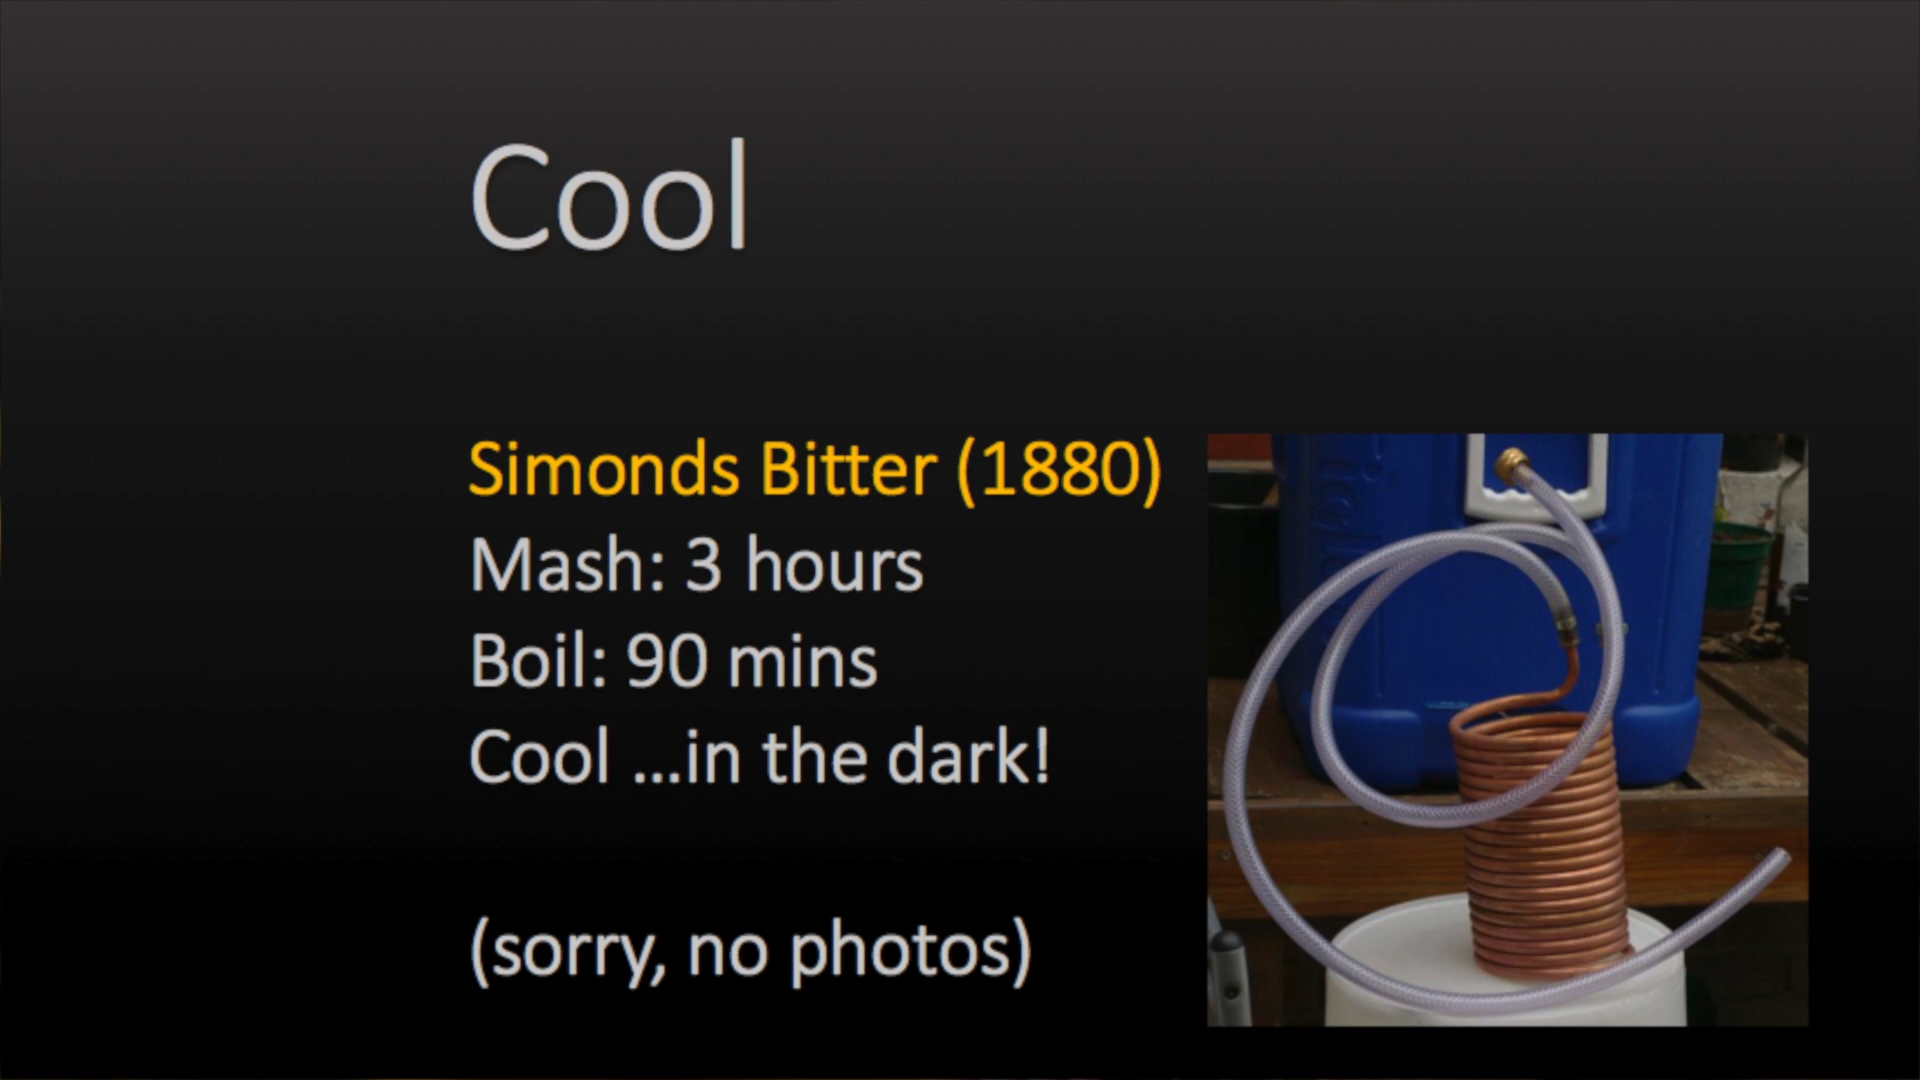 Cool
Simonds Bitter (1880)
Mash: 3 hours
Boil: 90 mins
Cool ...in the dark!
(sorry, no photos)